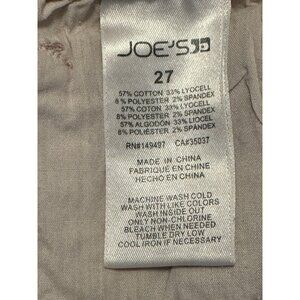 JOE'S
27
57% COTTON 33% LYOCELL
8% POLYESTER 2% SPANDEX
57% COTON 33% LYOCELL
8% POLYESTER 2% SPANDEX
57% ALGODÓN 33% LIOCEL
8% POLIÉSTER 2% SPANDEX
RN#149497 CA#35037
MADE IN CHINA
FABRIQUÉ EN CHINE
HECHO EN CHINA
MACHINE WASH COLD
WASH WITH LIKE COLORS
WASH INSIDE OUT
ONLY NON-CHLORINE
BLEACH WHEN NEEDED
TUMBLE DRY LOW
COOL IRON IF NECESSARY